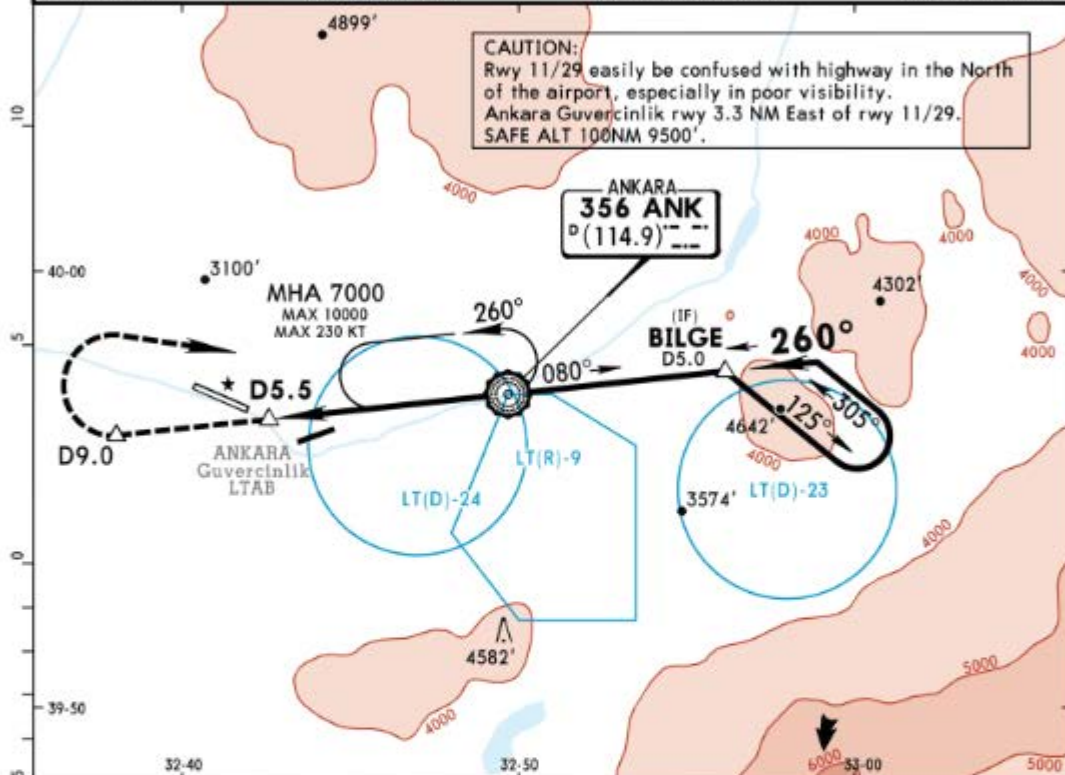 4899'
CAUTION:
Rwy 11/29 easily be confused with highway in the North
of the airport, especially in poor visibility.
Ankara Guvercinlik rwy 3.3 NM East of rwy 11/29.
SAFE ALT 100NM 9500'.
10
4000
ANKARA
356 ANK
D(114.9)
4000
4000
40-00
3100'
4302'
4000
MHA 7000
MAX 10000
MAX 230 KT
260°
(IF)
BILGE
D5.0
260°
5
4000
080°
D5.5
305°
125°
4642'
4000
D9.0
ANKARA
Guvercinlik
LTAB
LT(R)-9
LT(D)-24
LT(D)-23
3574'
4000
0
4582'
5000
4000
39-50
6000
5000
32-40
32-50
33-00
5